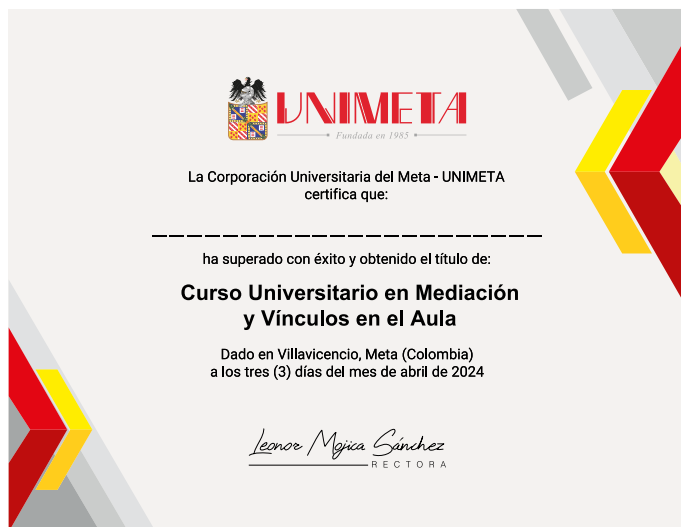 UNIMETA
Fundada en 1985
La Corporación Universitaria del Meta - UNIMETA
certifica que:
ha superado con éxito y obtenido el título de:
Curso Universitario en Mediación
y Vínculos en el Aula
Dado en Villavicencio, Meta (Colombia)
a los tres (3) días del mes de abril de 2024
Leonor Mojica Sánchez
RECTORA